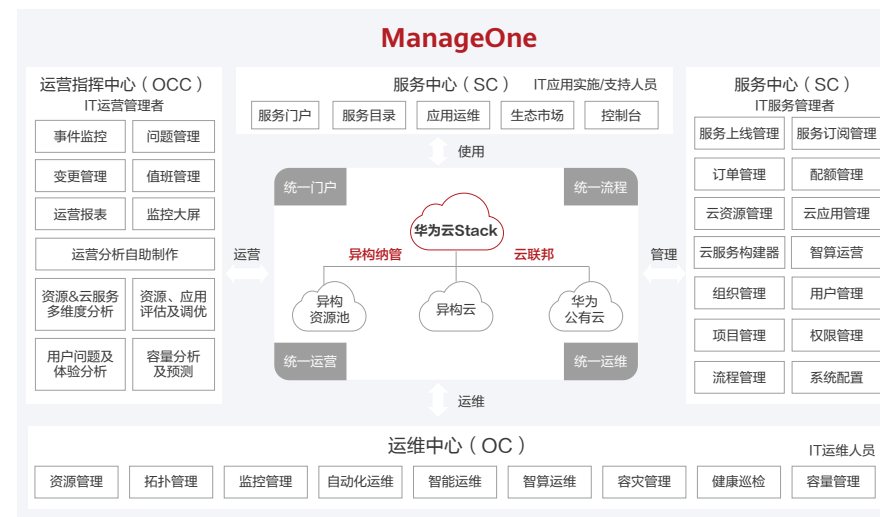 ManageOne
运营指挥中心（OCC）
IT运营管理者
事件监控
问题管理
变更管理
值班管理
运营报表
监控大屏
运营分析自助制作
资源&云服务
多维度分析
资源、应用
评估及调优
用户问题及
体验分析
容量分析
及预测
服务中心（SC） IT应用实施/支持人员
服务门户
服务目录
应用运维
生态市场
控制台
使用
统一门户
统一流程
华为云Stack
异构纳管
云联邦
运营
管理
异构
资源池
异构云
华为
公有云
统一运营
统一运维
运维
服务中心（SC）
IT服务管理者
服务上线管理
服务订阅管理
订单管理
配额管理
云资源管理
云应用管理
云服务构建器
智算运营
组织管理
用户管理
项目管理
权限管理
流程管理
系统配置
运维中心（OC）
IT运维人员
资源管理
拓扑管理
监控管理
自动化运维
智能运维
智算运维
容灾管理
健康巡检
容量管理